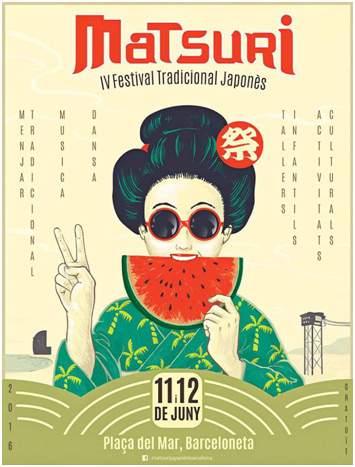 MATSURI
IV Festival Tradicional Japonès
MENJAR
TRADICIONAL
MUSICA
DANSA
TALLERS
INFANTILS
ACTIVITATS
CULTURALS
祭
11 i 12
DE JUNY
2016
GRATUIT
Plaça del Mar, Barceloneta